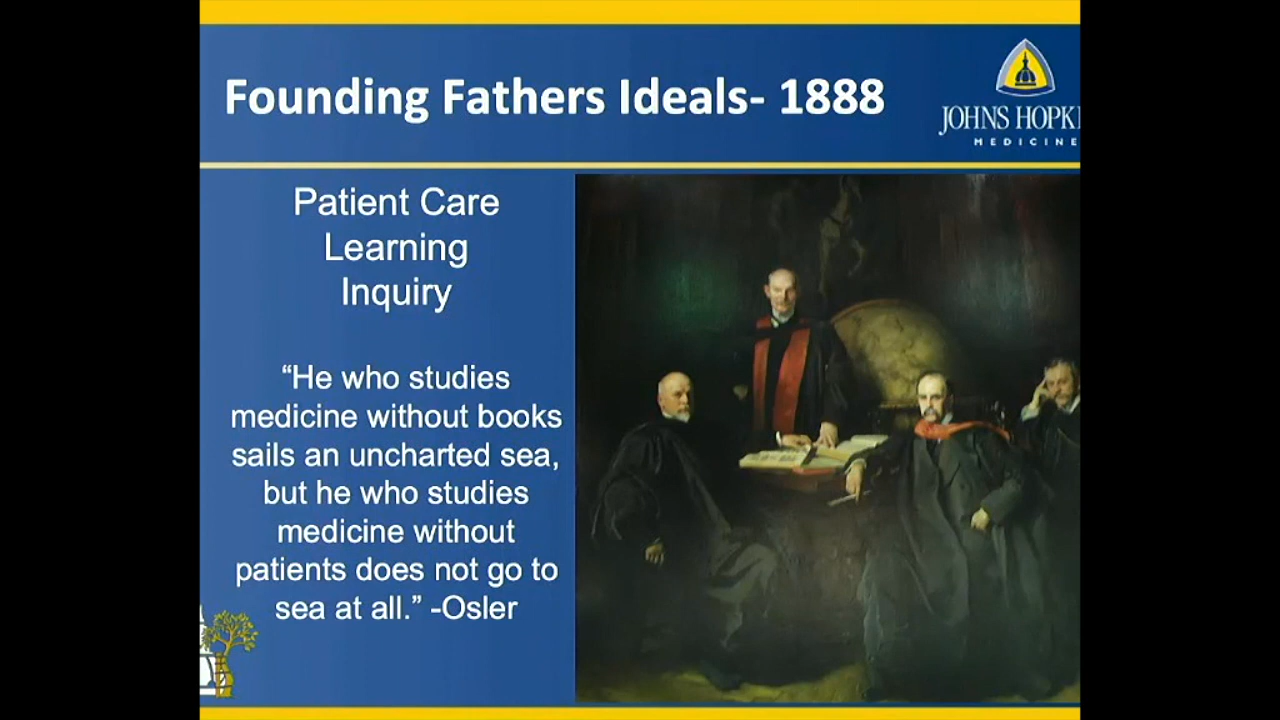 Founding Fathers Ideals- 1888
JOHNS HOPKI
MEDICINE
Patient Care
Learning
Inquiry
“He who studies
medicine without books
sails an uncharted sea,
but he who studies
medicine without
patients does not go to
sea at all.” -Osler